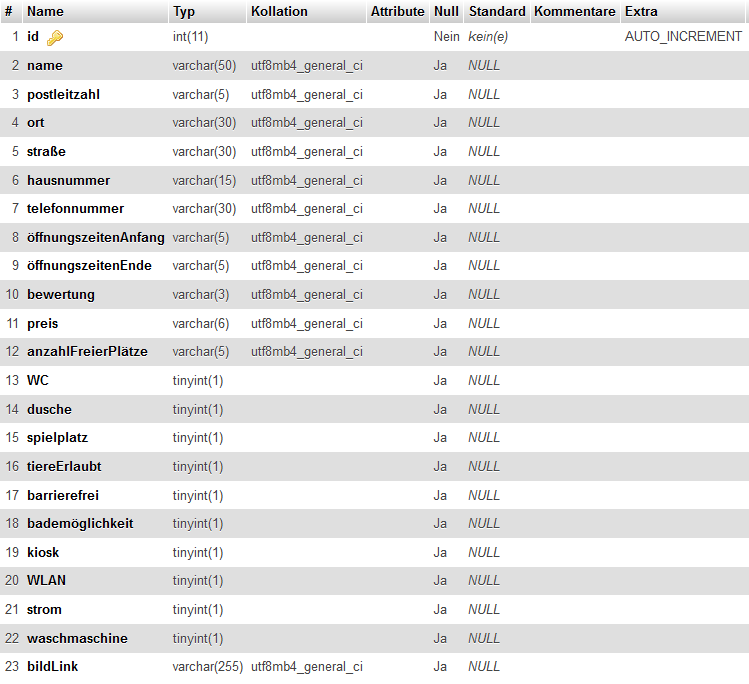 # Name Typ Kollation Attribute Null Standard Kommentare Extra
1 id int(11) Nein kein(e) AUTO_INCREMENT
2 name varchar(50) utf8mb4_general_ci Ja NULL
3 postleitzahl varchar(5) utf8mb4_general_ci Ja NULL
4 ort varchar(30) utf8mb4_general_ci Ja NULL
5 straße varchar(30) utf8mb4_general_ci Ja NULL
6 hausnummer varchar(15) utf8mb4_general_ci Ja NULL
7 telefonnummer varchar(30) utf8mb4_general_ci Ja NULL
8 öffnungszeitenAnfang varchar(5) utf8mb4_general_ci Ja NULL
9 öffnungszeitenEnde varchar(5) utf8mb4_general_ci Ja NULL
10 bewertung varchar(3) utf8mb4_general_ci Ja NULL
11 preis varchar(6) utf8mb4_general_ci Ja NULL
12 anzahlFreierPlätze varchar(5) utf8mb4_general_ci Ja NULL
13 WC tinyint(1) Ja NULL
14 dusche tinyint(1) Ja NULL
15 spielplatz tinyint(1) Ja NULL
16 tiereErlaubt tinyint(1) Ja NULL
17 barrierefrei tinyint(1) Ja NULL
18 bademöglichkeit tinyint(1) Ja NULL
19 kiosk tinyint(1) Ja NULL
20 WLAN tinyint(1) Ja NULL
21 strom tinyint(1) Ja NULL
22 waschmaschine tinyint(1) Ja NULL
23 bildLink varchar(255) utf8mb4_general_ci Ja NULL